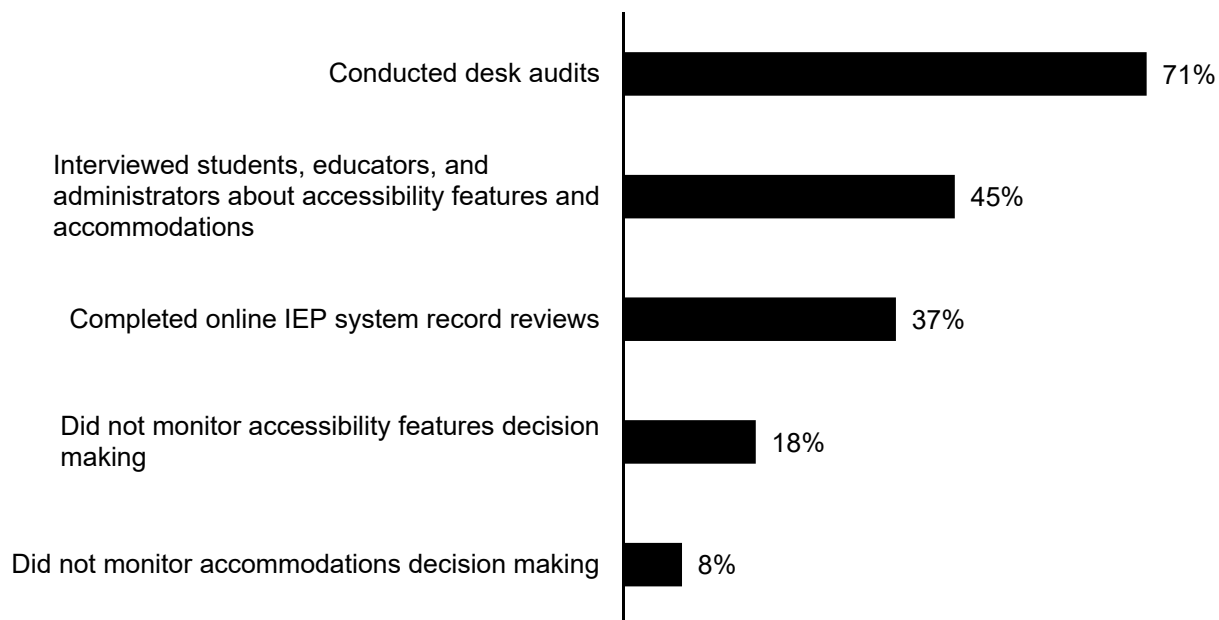 Conducted desk audits
71%
Interviewed students, educators, and
administrators about accessibility features and
accommodations
45%
Completed online IEP system record reviews
37%
Did not monitor accessibility features decision
making
18%
Did not monitor accommodations decision making
8%